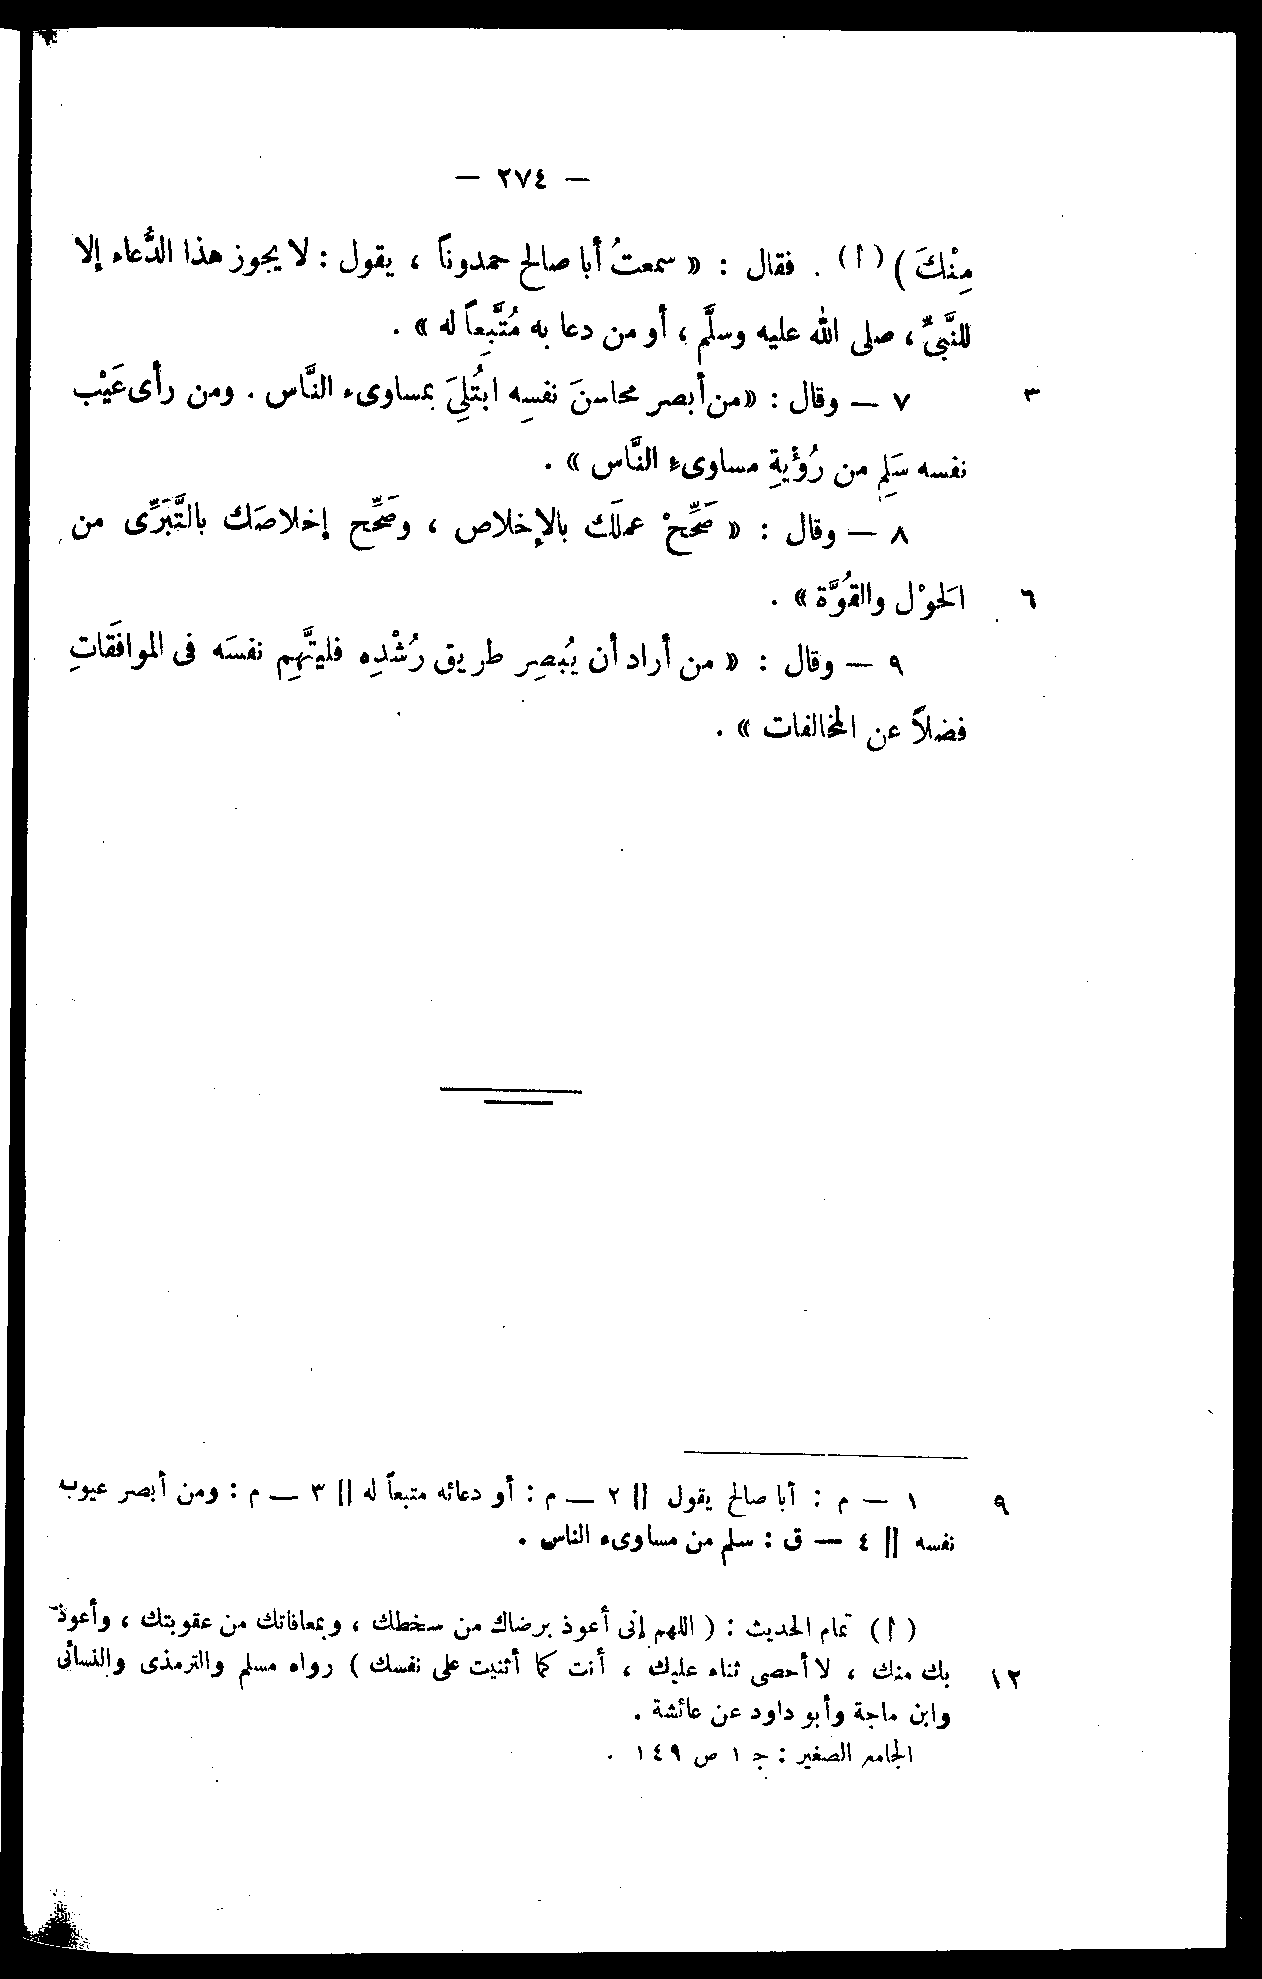 — ٢٧٤ —
مِنْكَ ) (أ) . فقال : « سمعتُ أبا صالح حمدوناً ، يقول : لا يجوز هذا الدُّعاء إلا
للنَّبىِّ ، صلى الله عليه وسلَّم ، أو من دعا به مُتَّبِعاً له » .
٣ ٧ — وقال : « من أبصر محاسنَ نفسِه ابتُلِىَ بمساوىء النَّاس . ومن رأى عَيْب
نفسه سَلِم من رُؤْيةِ مساوىءِ النَّاس » .
٨ — وقال : « صَحِّحْ عملَك بالإخلاص ، وصَحِّح إخلاصَك بالتَّبَرِّى من
٦ الحَوْل والقُوَّة » .
٩ — وقال : « من أراد أن يُبصِر طريق رُشْدِه فليتَّهِم نفسَه فى الموافَقاتِ
فضلاً عن المخالفات » .
٩ ١ — م : أبا صالح يقول || ٢ — م : أو دعائه متبعاً له || ٣ — م : ومن أبصر عيوب
نفسه || ٤ — ق : سلم من مساوىء الناس .
( أ ) تمام الحديث : ( اللهم إنى أعوذ برضاك من سخطك ، وبمعافاتك من عقوبتك ، وأعوذ
١٢ بك منك ، لا أحصى ثناء عليك ، أنت كما أثنيت على نفسك ) رواه مسلم والترمذى والنسائى
وابن ماجة وأبو داود عن عائشة .
الجامع الصغير : ج ١ ص ١٤٩ .